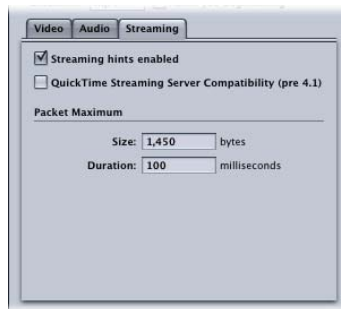 Video Audio Streaming
Streaming hints enabled
QuickTime Streaming Server Compatibility (pre 4.1)
Packet Maximum
Size: 1,450 bytes
Duration: 100 milliseconds